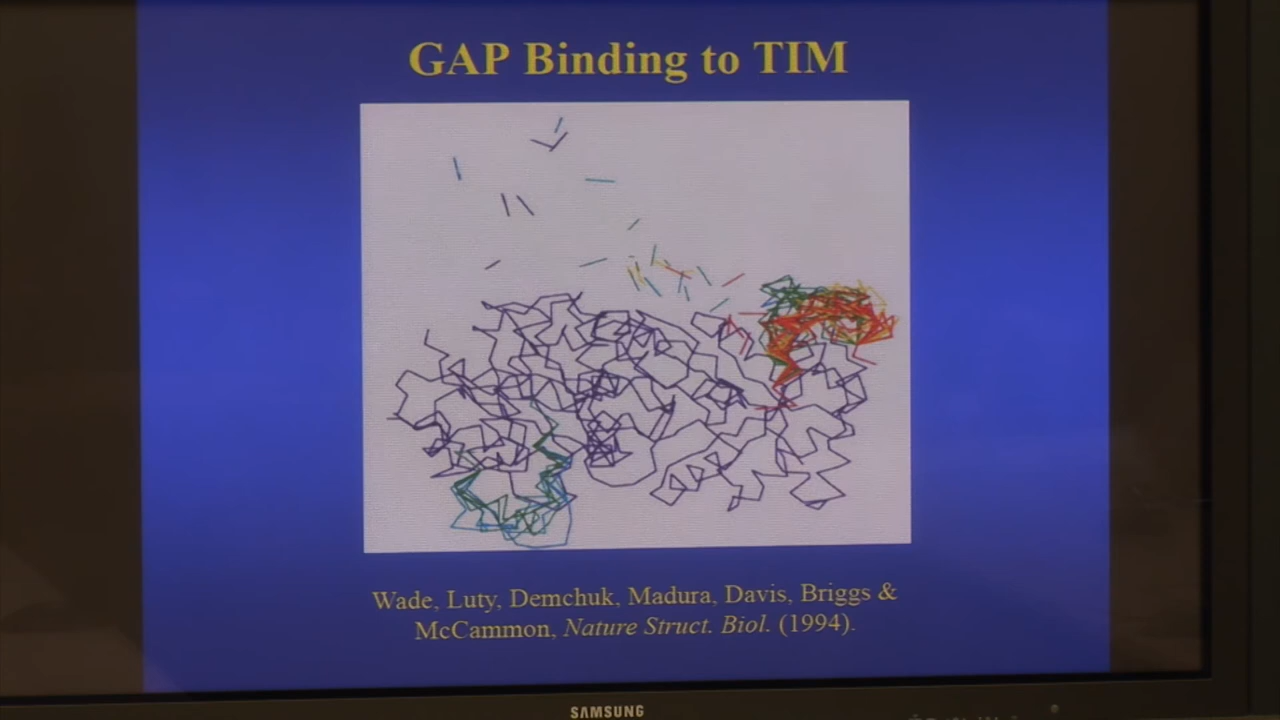 GAP Binding to TIM
Wade, Luty, Demchuk, Madura, Davis, Briggs &
McCammon, Nature Struct. Biol. (1994).
SAMSUNG